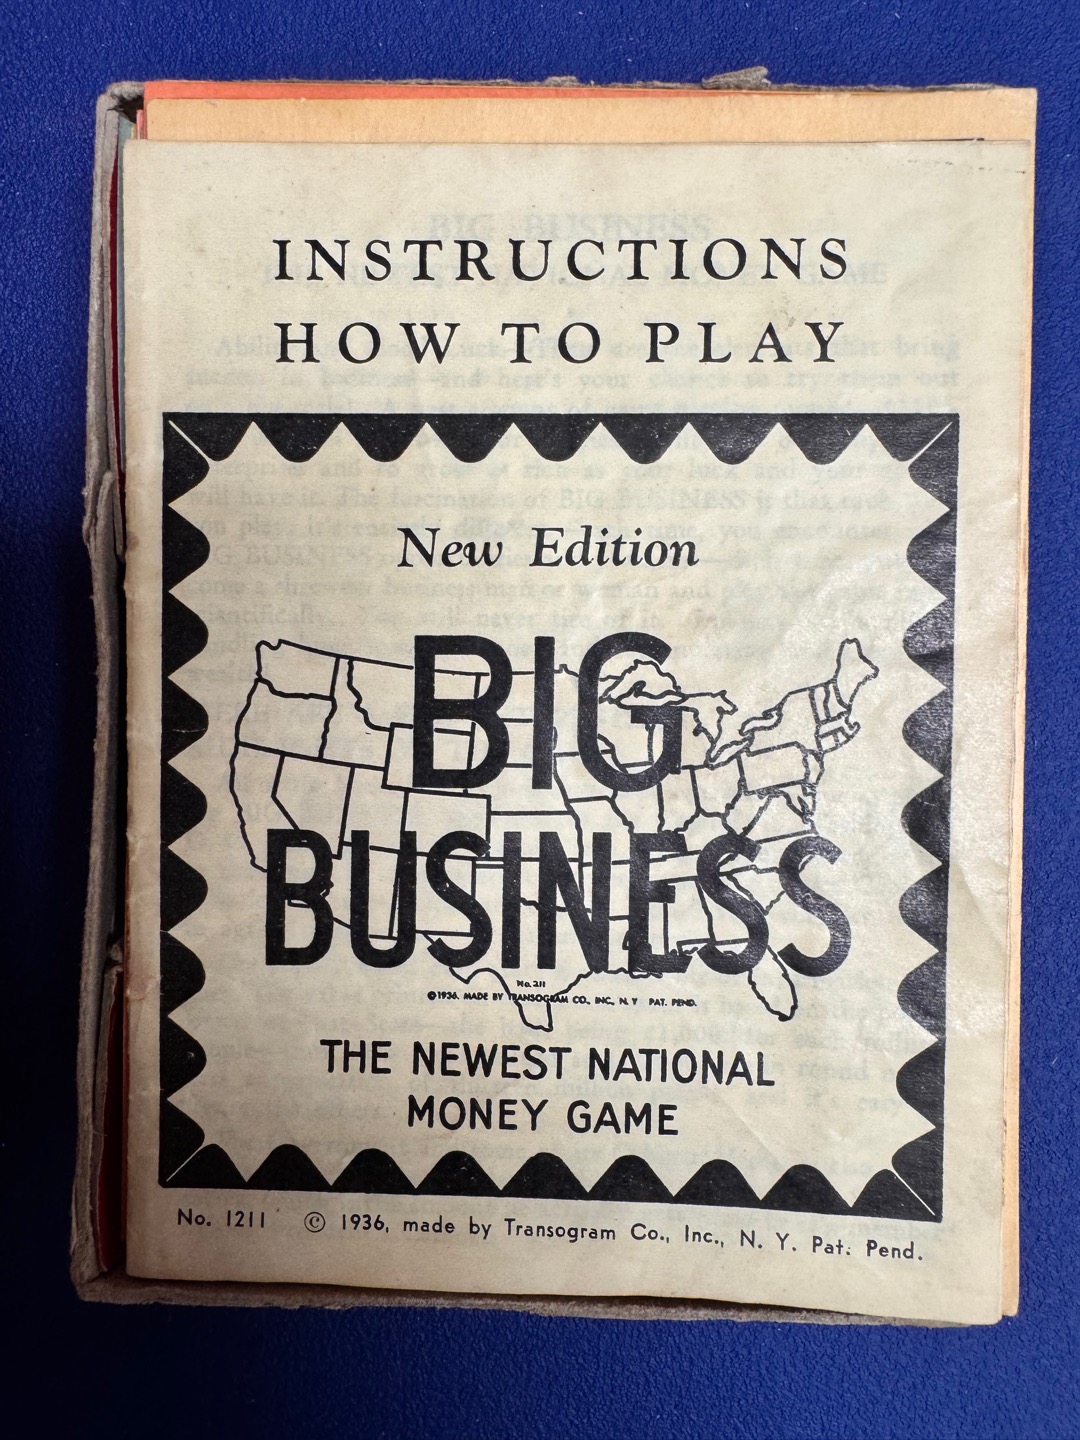 INSTRUCTIONS
HOW TO PLAY
New Edition
BIG
BUSINESS
No. 211
© 1936. MADE BY TRANSOGRAM CO., INC., N. Y PAT. PEND.
THE NEWEST NATIONAL
MONEY GAME
No. 1211 © 1936, made by Transogram Co., Inc., N. Y. Pat. Pend.